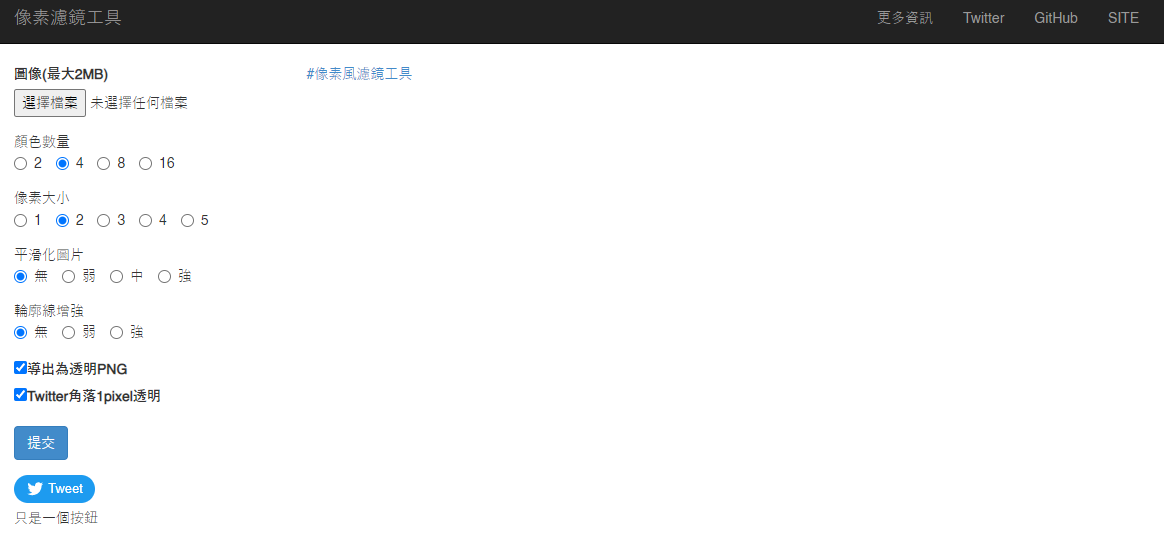 像素濾鏡工具
更多資訊 Twitter GitHub SITE
圖像(最大2MB)
選擇檔案 未選擇任何檔案
顏色數量
2 4 8 16
像素大小
1 2 3 4 5
平滑化圖片
無 弱 中 強
輪廓線增強
無 弱 強
導出為透明PNG
Twitter角落1pixel透明
提交
Tweet
只是一個按鈕
#像素風濾鏡工具